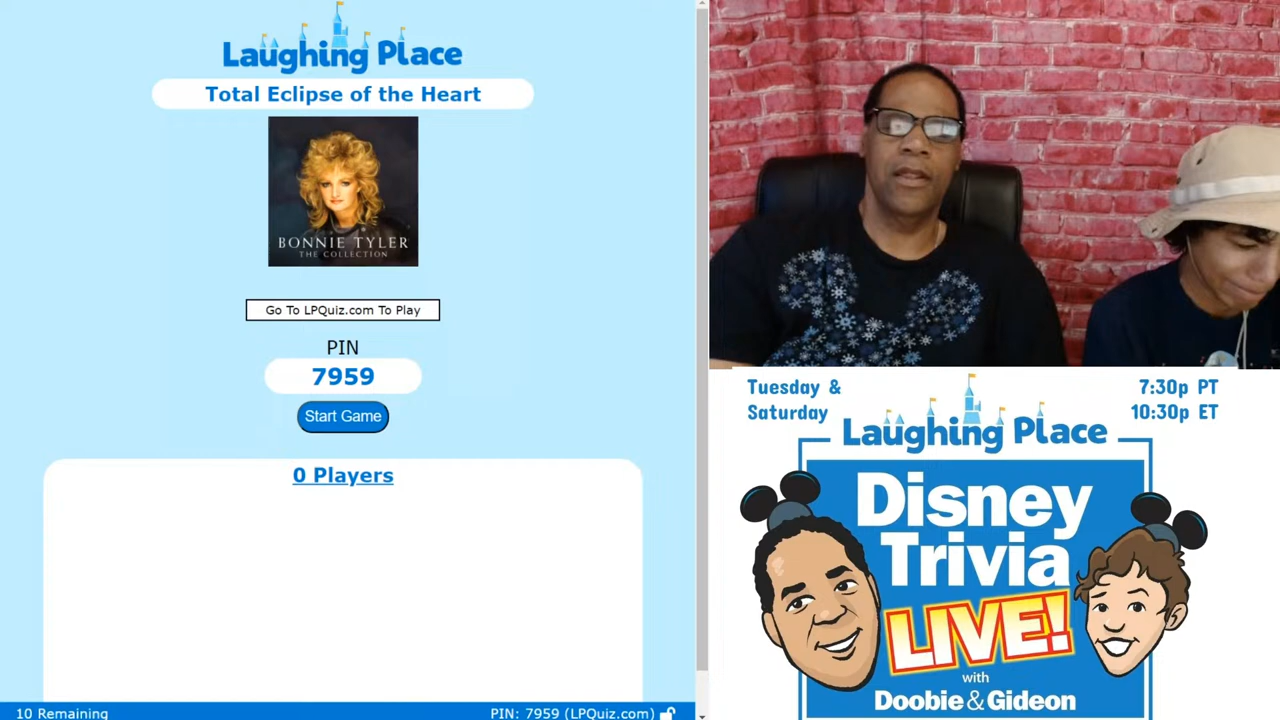 Laughing Place
Total Eclipse of the Heart
BONNIE TYLER
THE COLLECTION
Go To LPQuiz.com To Play
PIN
7959
Start Game
0 Players
10 Remaining
PIN: 7959 (LPQuiz.com)
Tuesday &
Saturday
7:30p PT
10:30p ET
Laughing Place
Disney
Trivia
LIVE!
with
Doobie & Gideon